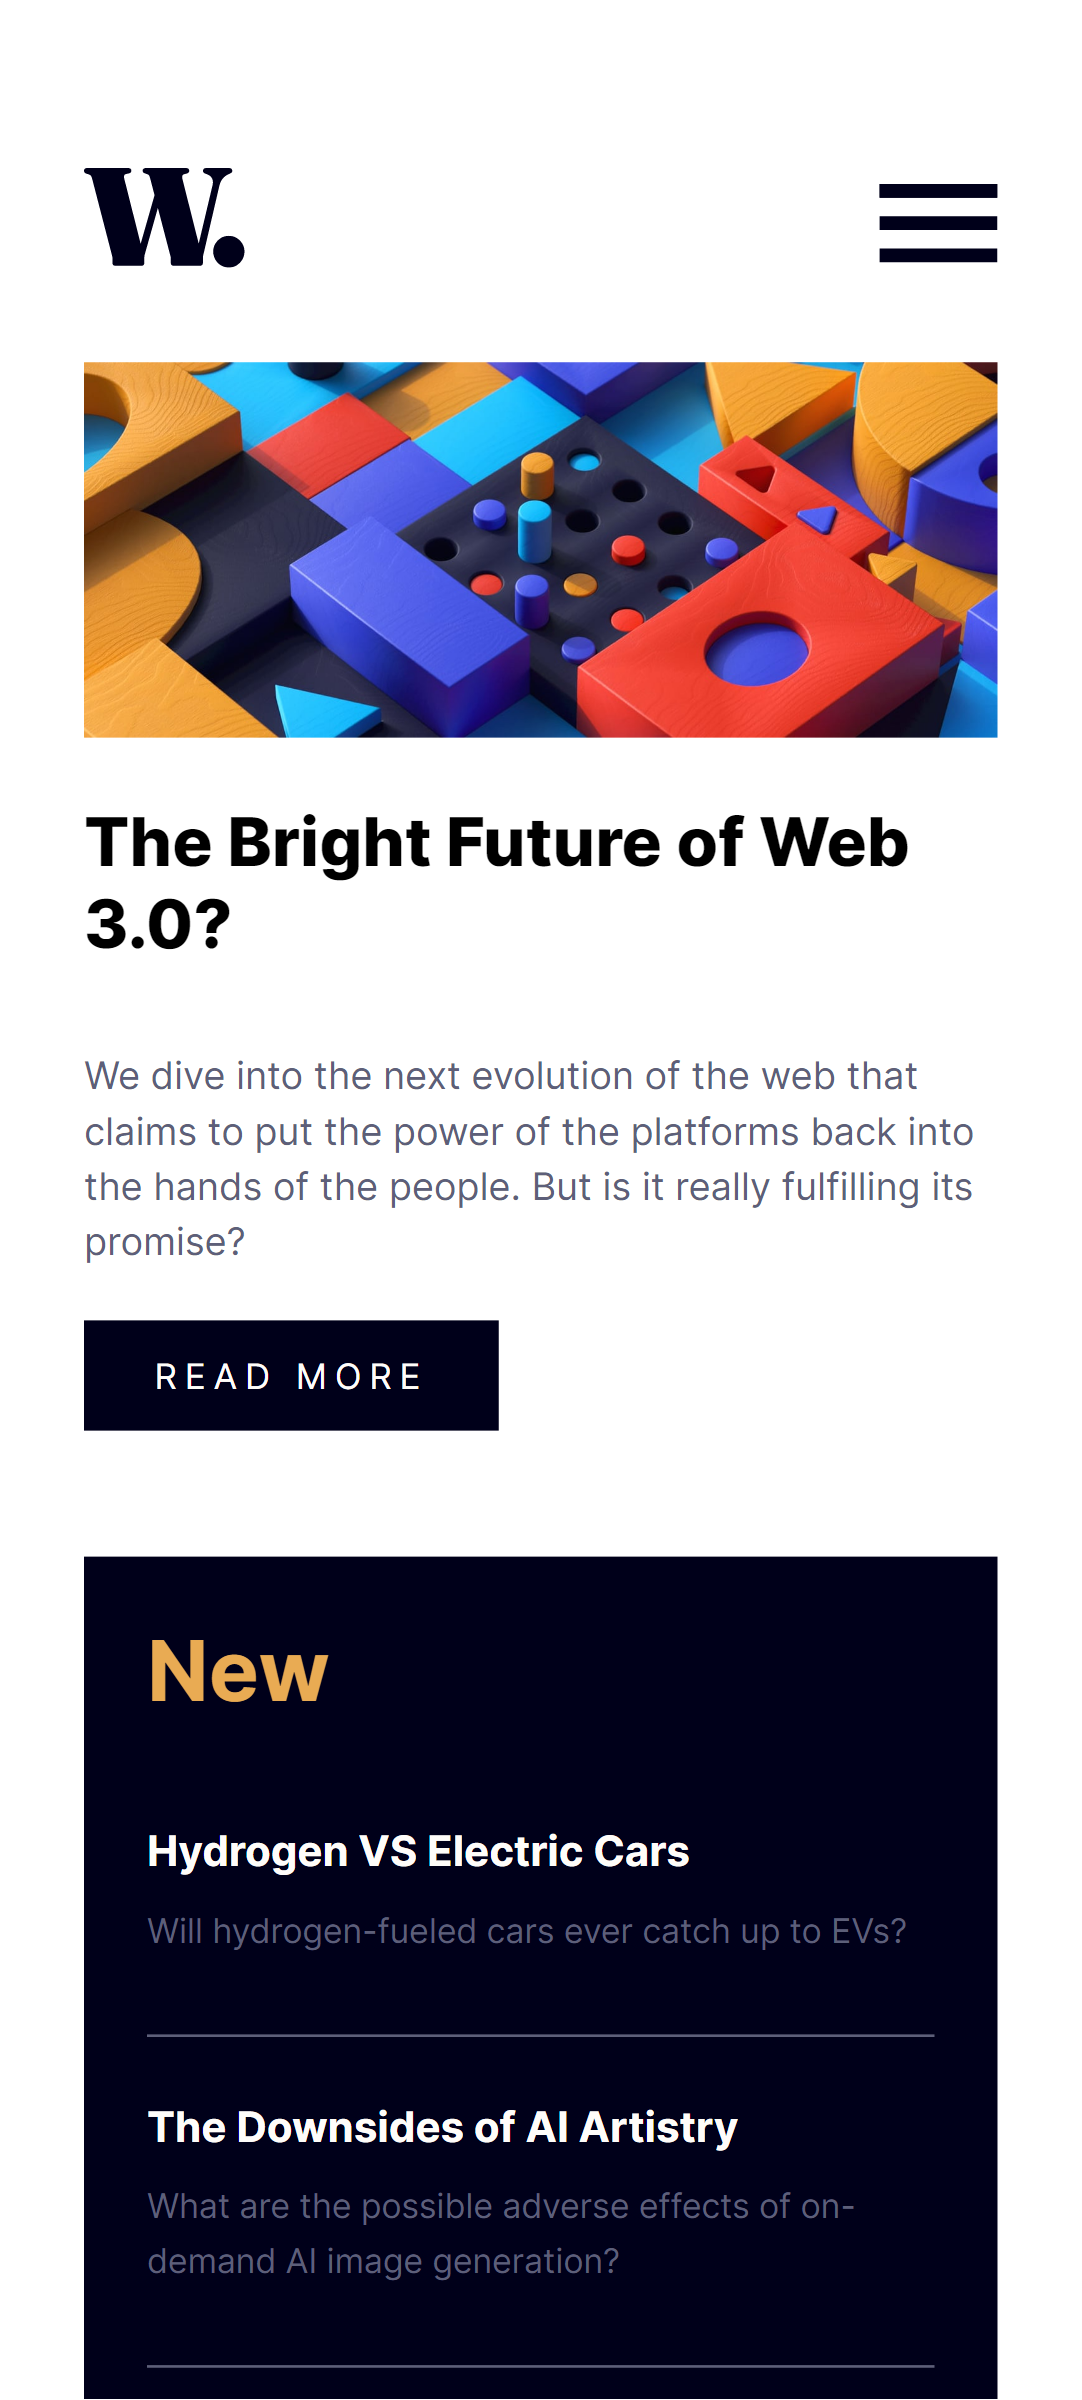 W.
The Bright Future of Web
3.0?
We dive into the next evolution of the web that
claims to put the power of the platforms back into
the hands of the people. But is it really fulfilling its
promise?
READ MORE
New
Hydrogen VS Electric Cars
Will hydrogen-fueled cars ever catch up to EVs?
The Downsides of AI Artistry
What are the possible adverse effects of on-
demand AI image generation?